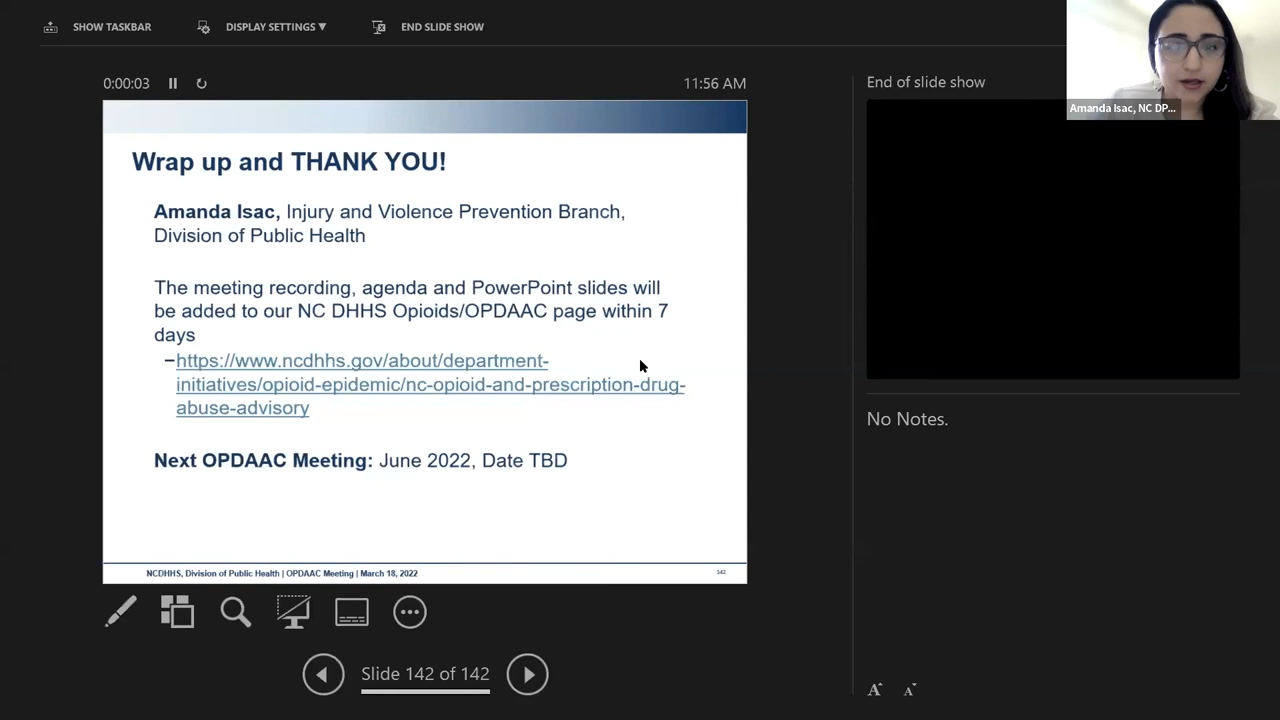 SHOW TASKBAR
DISPLAY SETTINGS ▼
END SLIDE SHOW
0:00:03
11:56 AM
End of slide show
Amanda Isac, NC DP...
Wrap up and THANK YOU!
Amanda Isac, Injury and Violence Prevention Branch,
Division of Public Health
The meeting recording, agenda and PowerPoint slides will
be added to our NC DHHS Opioids/OPDAAC page within 7
days
–https://www.ncdhhs.gov/about/department-
initiatives/opioid-epidemic/nc-opioid-and-prescription-drug-
abuse-advisory
Next OPDAAC Meeting: June 2022, Date TBD
NCDHHS, Division of Public Health | OPDAAC Meeting | March 18, 2022
142
No Notes.
Slide 142 of 142
A A